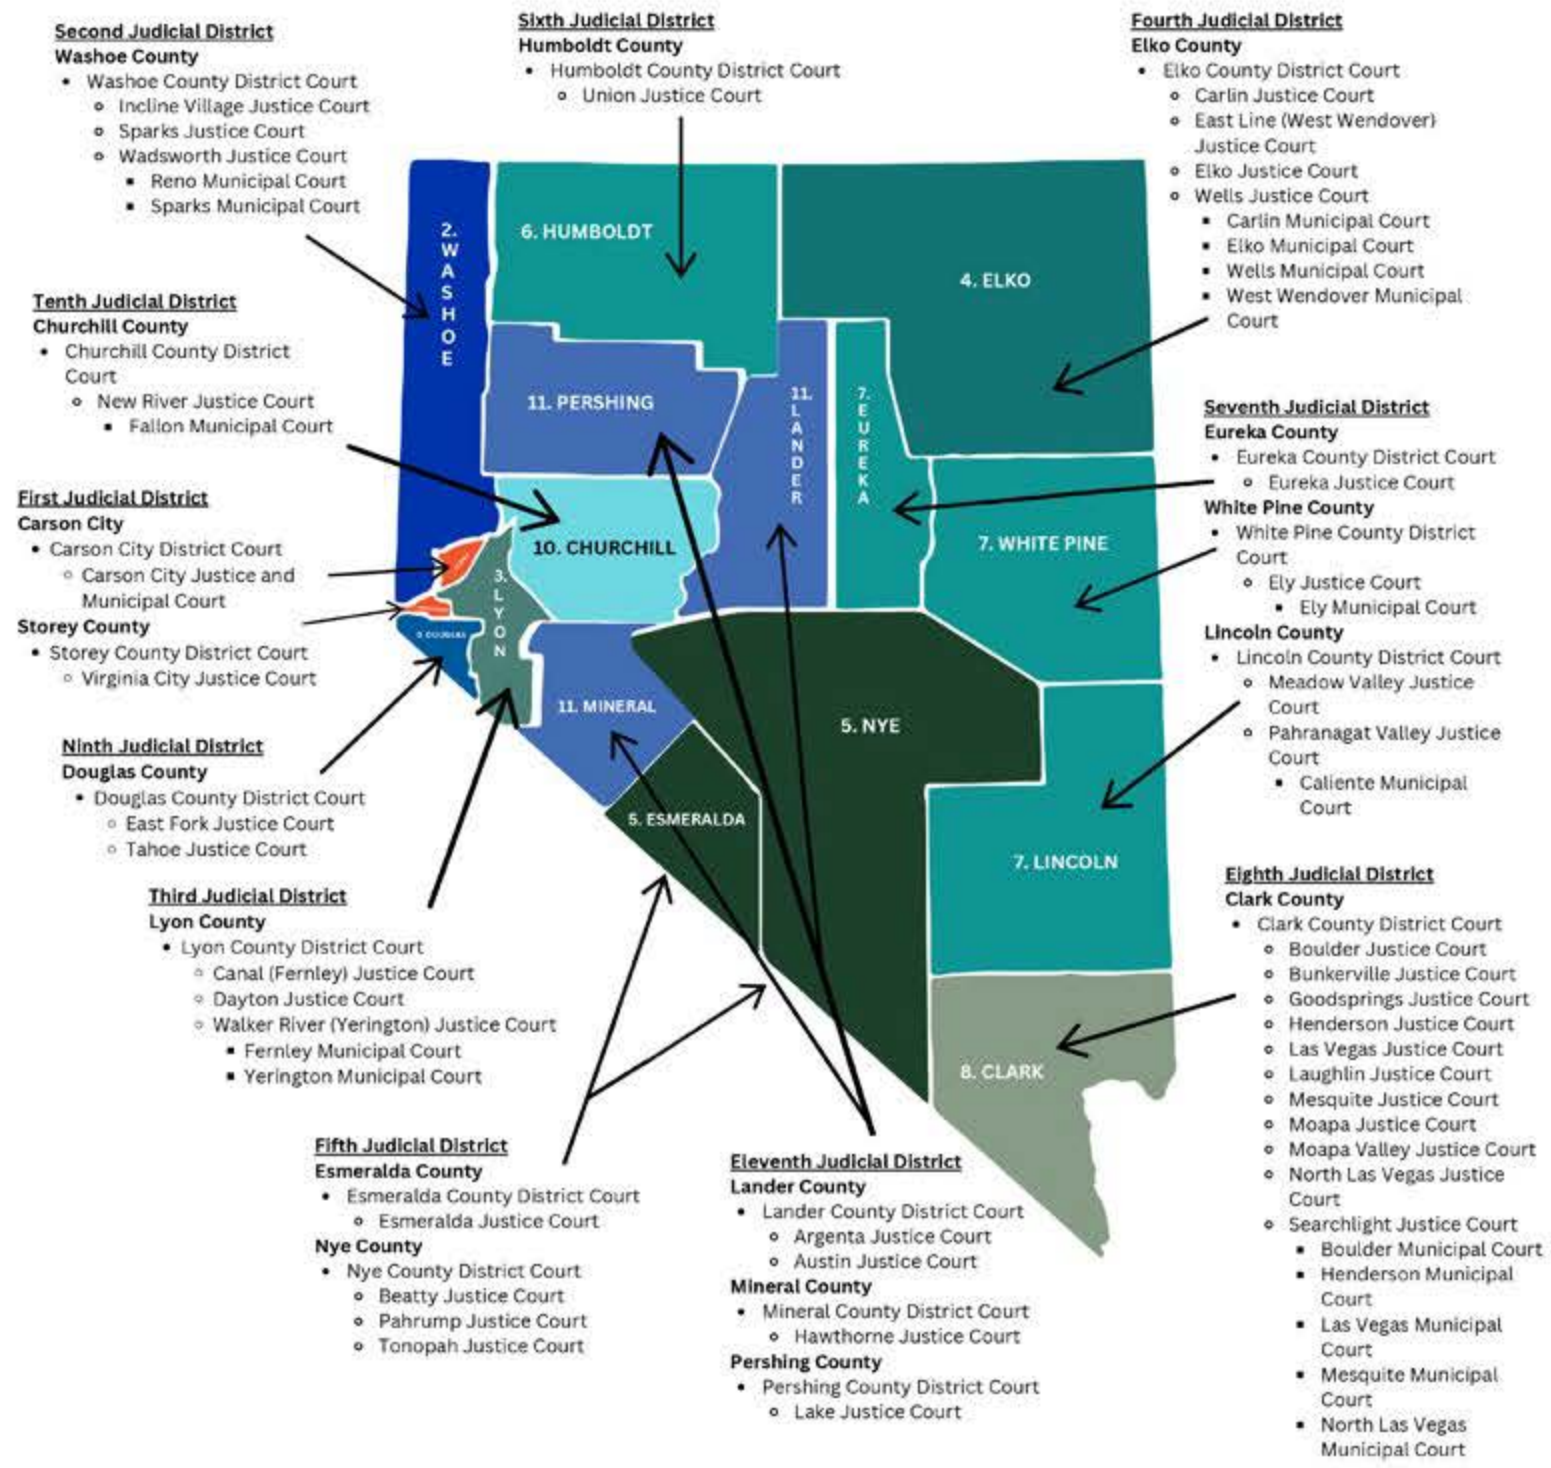 Second Judicial District
Washoe County
• Washoe County District Court
◦ Incline Village Justice Court
◦ Sparks Justice Court
◦ Wadsworth Justice Court
▪ Reno Municipal Court
▪ Sparks Municipal Court
Sixth Judicial District
Humboldt County
• Humboldt County District Court
◦ Union Justice Court
Fourth Judicial District
Elko County
• Elko County District Court
◦ Carlin Justice Court
◦ East Line (West Wendover)
Justice Court
◦ Elko Justice Court
◦ Wells Justice Court
▪ Carlin Municipal Court
▪ Elko Municipal Court
▪ Wells Municipal Court
▪ West Wendover Municipal
Court
Tenth Judicial District
Churchill County
• Churchill County District
Court
◦ New River Justice Court
▪ Fallon Municipal Court
First Judicial District
Carson City
• Carson City District Court
◦ Carson City Justice and
Municipal Court
Storey County
• Storey County District Court
◦ Virginia City Justice Court
Ninth Judicial District
Douglas County
• Douglas County District Court
◦ East Fork Justice Court
◦ Tahoe Justice Court
Third Judicial District
Lyon County
• Lyon County District Court
◦ Canal (Fernley) Justice Court
◦ Dayton Justice Court
◦ Walker River (Yerington) Justice Court
▪ Fernley Municipal Court
▪ Yerington Municipal Court
Fifth Judicial District
Esmeralda County
• Esmeralda County District Court
◦ Esmeralda Justice Court
Nye County
• Nye County District Court
◦ Beatty Justice Court
◦ Pahrump Justice Court
◦ Tonopah Justice Court
2. WASHOE
6. HUMBOLDT
4. ELKO
11. PERSHING
11. LANDER
7. EUREKA
10. CHURCHILL
7. WHITE PINE
3. LYON
9. DOUGLAS
11. MINERAL
5. NYE
5. ESMERALDA
7. LINCOLN
8. CLARK
Seventh Judicial District
Eureka County
• Eureka County District Court
◦ Eureka Justice Court
White Pine County
• White Pine County District
Court
◦ Ely Justice Court
▪ Ely Municipal Court
Lincoln County
• Lincoln County District Court
◦ Meadow Valley Justice
Court
◦ Pahranagat Valley Justice
Court
▪ Caliente Municipal
Court
Eighth Judicial District
Clark County
• Clark County District Court
◦ Boulder Justice Court
◦ Bunkerville Justice Court
◦ Goodsprings Justice Court
◦ Henderson Justice Court
◦ Las Vegas Justice Court
◦ Laughlin Justice Court
◦ Mesquite Justice Court
◦ Moapa Justice Court
◦ Moapa Valley Justice Court
◦ North Las Vegas Justice
Court
◦ Searchlight Justice Court
▪ Boulder Municipal Court
▪ Henderson Municipal
Court
▪ Las Vegas Municipal
Court
▪ Mesquite Municipal
Court
▪ North Las Vegas
Municipal Court
Eleventh Judicial District
Lander County
• Lander County District Court
◦ Argenta Justice Court
◦ Austin Justice Court
Mineral County
• Mineral County District Court
◦ Hawthorne Justice Court
Pershing County
• Pershing County District Court
◦ Lake Justice Court